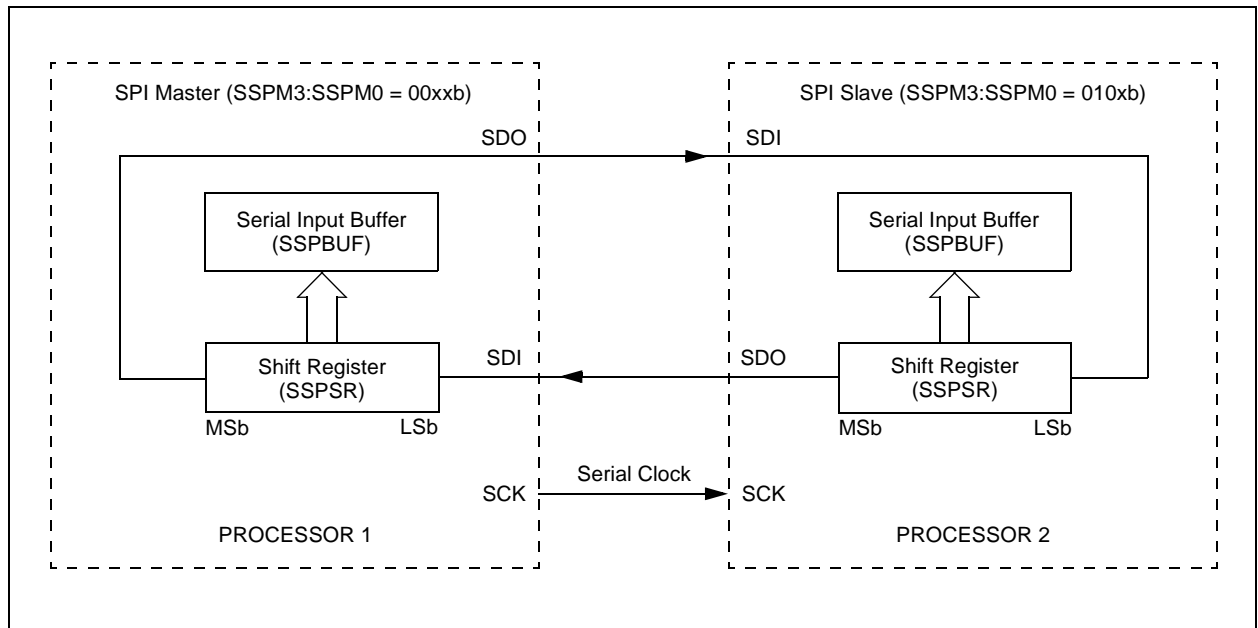 SPI Master (SSPM3:SSPM0 = 00xxb)
SPI Slave (SSPM3:SSPM0 = 010xb)
SDO
SDI
Serial Input Buffer
(SSPBUF)
Serial Input Buffer
(SSPBUF)
Shift Register
(SSPSR)
SDI
SDO
Shift Register
(SSPSR)
MSb
LSb
MSb
LSb
Serial Clock
SCK
SCK
PROCESSOR 1
PROCESSOR 2